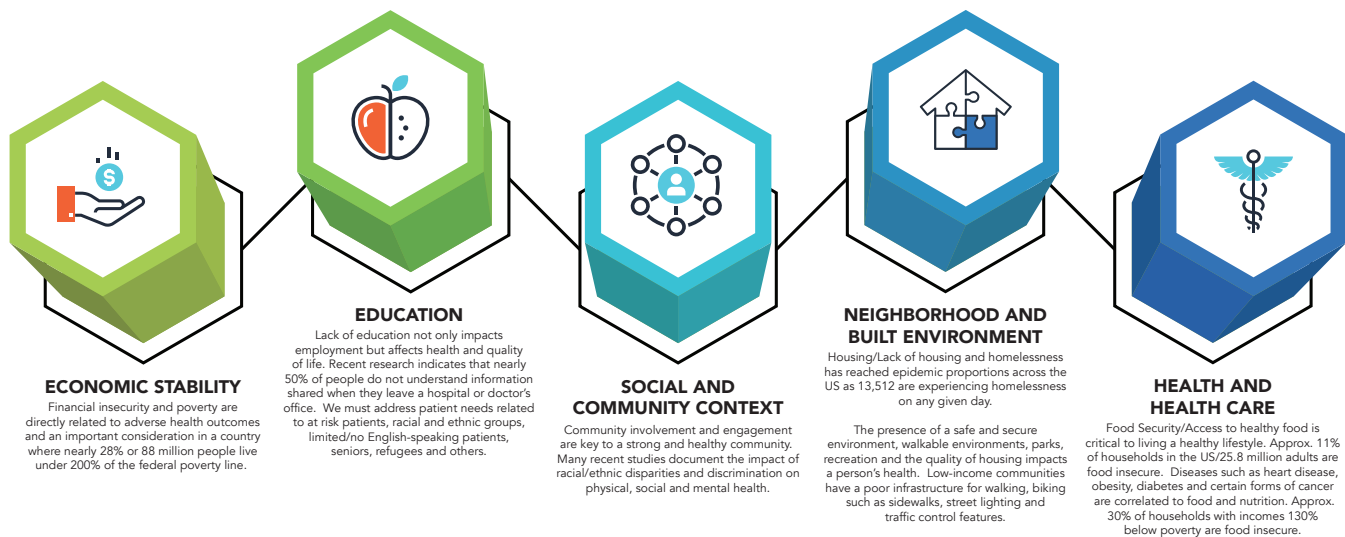 $
ECONOMIC STABILITY
Financial insecurity and poverty are
directly related to adverse health outcomes
and an important consideration in a country
where nearly 28% or 88 million people live
under 200% of the federal poverty line.
EDUCATION
Lack of education not only impacts
employment but affects health and quality
of life. Recent research indicates that nearly
50% of people do not understand information
shared when they leave a hospital or doctor's
office. We must address patient needs related
to at risk patients, racial and ethnic groups,
limited/no English-speaking patients,
seniors, refugees and others.
SOCIAL AND
COMMUNITY CONTEXT
Community involvement and engagement
are key to a strong and healthy community.
Many recent studies document the impact of
racial/ethnic disparities and discrimination on
physical, social and mental health.
NEIGHBORHOOD AND
BUILT ENVIRONMENT
Housing/Lack of housing and homelessness
has reached epidemic proportions across the
US as 13,512 are experiencing homelessness
on any given day.
The presence of a safe and secure
environment, walkable environments, parks,
recreation and the quality of housing impacts
a person's health. Low-income communities
have a poor infrastructure for walking, biking
such as sidewalks, street lighting and
traffic control features.
HEALTH AND
HEALTH CARE
Food Security/Access to healthy food is
critical to living a healthy lifestyle. Approx. 11%
of households in the US/25.8 million adults are
food insecure. Diseases such as heart disease,
obesity, diabetes and certain forms of cancer
are correlated to food and nutrition. Approx.
30% of households with incomes 130%
below poverty are food insecure.